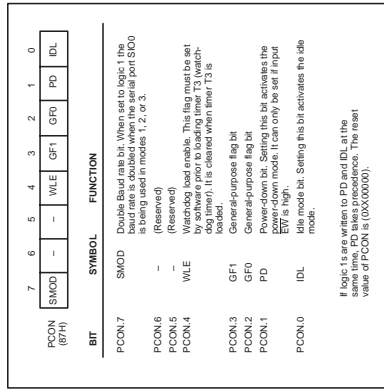 7 6 5 4 3 2 1 0
PCON
(87H)
SMOD – – WLE GF1 GF0 PD IDL
BIT SYMBOL FUNCTION
PCON.7 SMOD Double Baud rate bit. When set to logic 1 the
baud rate is doubled when the serial port SIO0
is being used in modes 1, 2, or 3.
PCON.6 – (Reserved)
PCON.5 – (Reserved)
PCON.4 WLE Watchdog load enable. This flag must be set
by software prior to loading timer T3 (watch-
dog timer). It is cleared when timer T3 is
loaded.
PCON.3 GF1 General-purpose flag bit
PCON.2 GF0 General-purpose flag bit
PCON.1 PD Power-down bit. Setting this bit activates the
power-down mode. It can only be set if input
EW is high.
PCON.0 IDL Idle mode bit. Setting this bit activates the idle
mode.
If logic 1s are written to PD and IDL at the
same time, PD takes precedence. The reset
value of PCON is (0XX00000).